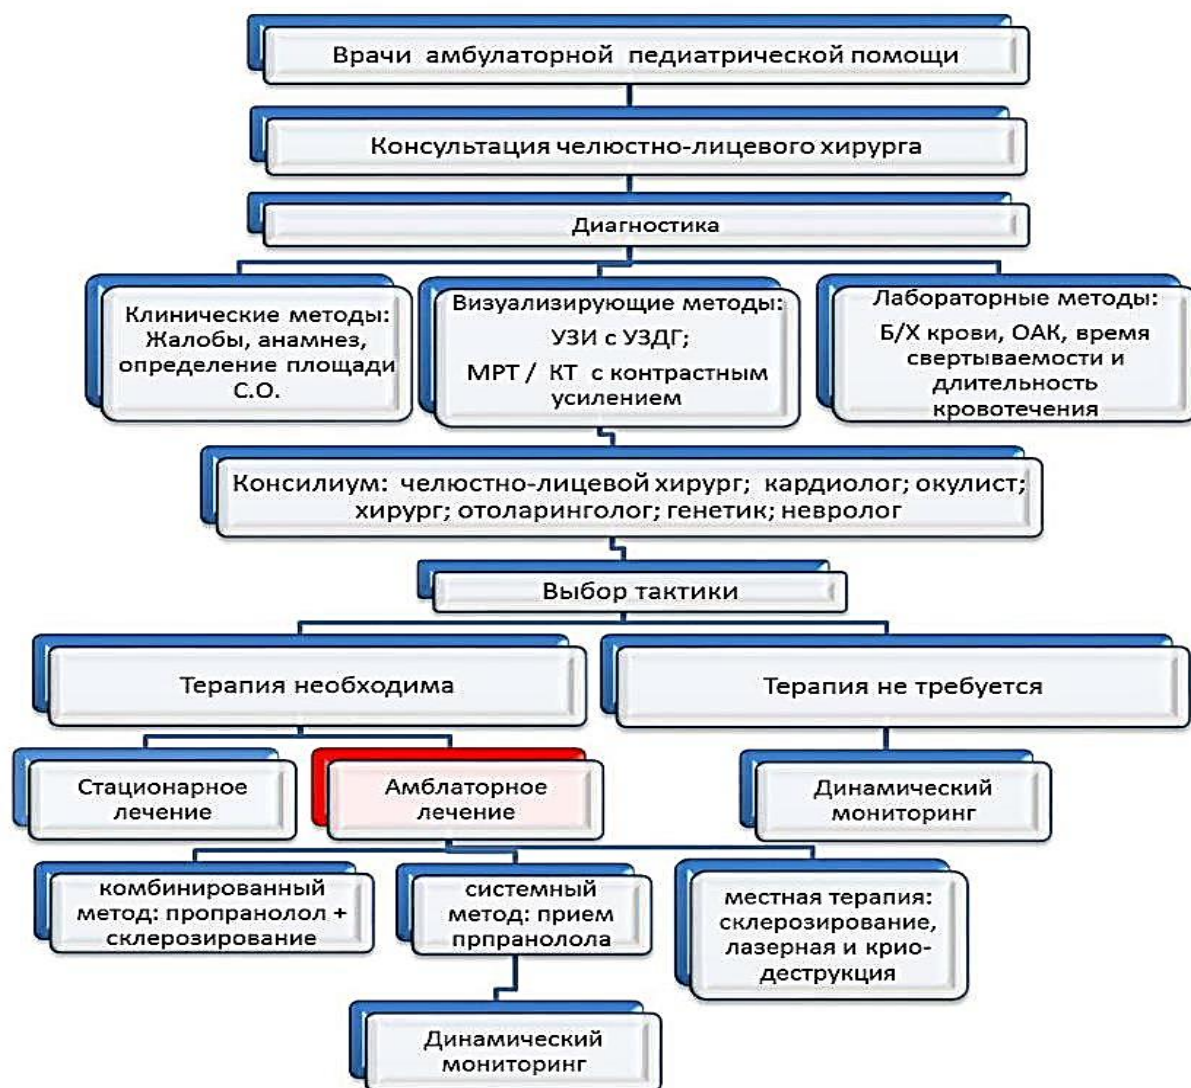 Врачи амбулаторной педиатрической помощи
Консультация челюстно-лицевого хирурга
Диагностика
Клинические методы:
Жалобы, анамнез,
определение площади
С.О.
Визуализирующие методы:
УЗИ с УЗДГ;
МРТ / КТ с контрастным
усилением
Лабораторные методы:
Б/Х крови, ОАК, время
свертываемости и
длительность
кровотечения
Консилиум: челюстно-лицевой хирург; кардиолог; окулист;
хирург; отоларинголог; генетик; невролог
Выбор тактики
Терапия необходима
Терапия не требуется
Стационарное
лечение
Амблаторное
лечение
Динамический
мониторинг
комбинированный
метод: пропранолол +
склерозирование
системный
метод: прием
прпранолола
местная терапия:
склерозирование,
лазерная и крио-
деструкция
Динамический
мониторинг